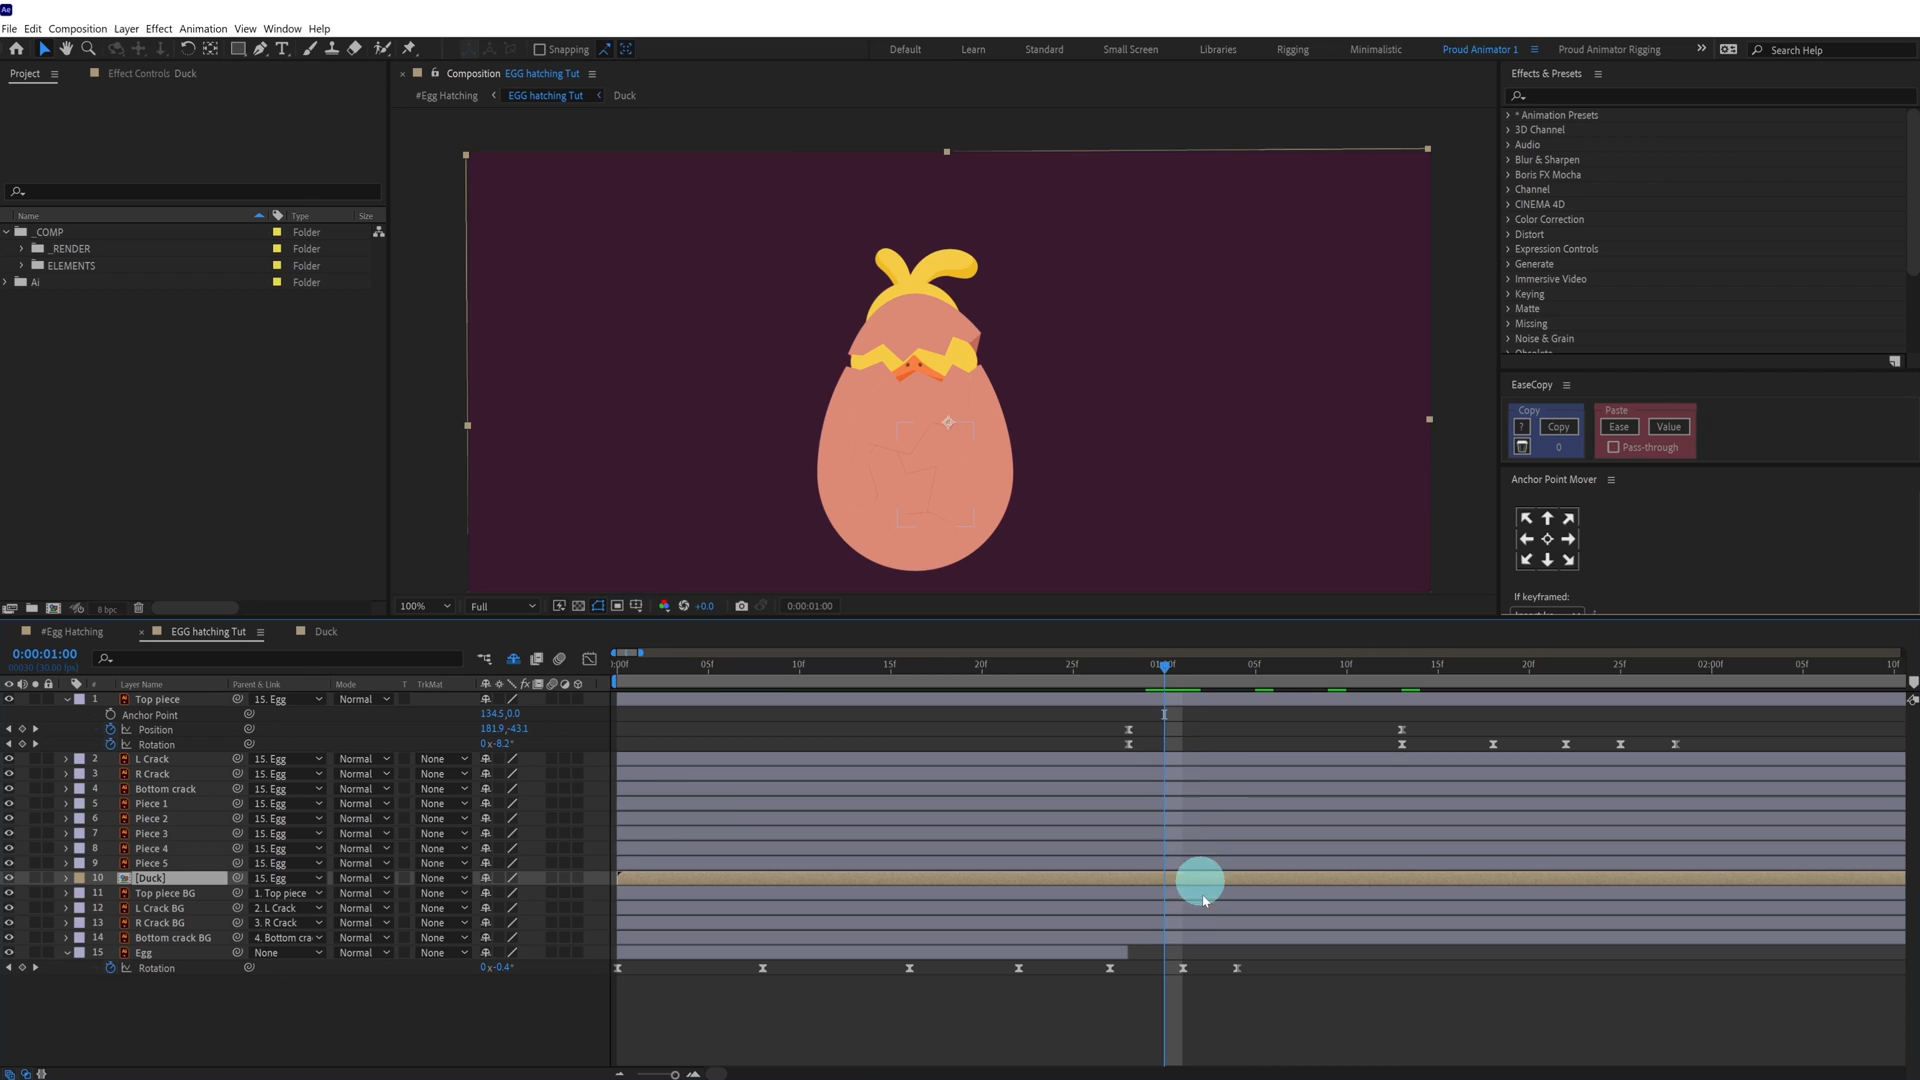 Ae
File Edit Composition Layer Effect Animation View Window Help
Snapping Default Learn Standard Small Screen Libraries Rigging Minimalistic Proud Animator 1 Proud Animator Rigging Search Help
Project Effect Controls Duck
Composition EGG hatching Tut
#Egg Hatching EGG hatching Tut Duck
Name Type Size
_COMP Folder
_RENDER Folder
ELEMENTS Folder
Ai Folder
8 bpc
100% Full +0.0 0:00:01:00
Effects & Presets
* Animation Presets
3D Channel
Audio
Blur & Sharpen
Boris FX Mocha
Channel
CINEMA 4D
Color Correction
Distort
Expression Controls
Generate
Immersive Video
Keying
Matte
Missing
Noise & Grain
Obsolete
EaseCopy
Copy Paste
? Copy Ease Value
0 Pass-through
Anchor Point Mover
If keyframed:
#Egg Hatching EGG hatching Tut Duck
0:00:01:00
00030 (30.00 fps)
:00f 05f 10f 15f 20f 25f 01:00f 05f 10f 15f 20f 25f 02:00f 05f 10f
# Layer Name Parent & Link Mode T TrkMat
1 Top piece 15. Egg Normal
Anchor Point 134.5,0.0
Position 181.9,-43.1
Rotation 0x-8.2°
2 L Crack 15. Egg Normal None
3 R Crack 15. Egg Normal None
4 Bottom crack 15. Egg Normal None
5 Piece 1 15. Egg Normal None
6 Piece 2 15. Egg Normal None
7 Piece 3 15. Egg Normal None
8 Piece 4 15. Egg Normal None
9 Piece 5 15. Egg Normal None
10 [Duck] 15. Egg Normal None
11 Top piece BG 1. Top piece Normal None
12 L Crack BG 2. L Crack Normal None
13 R Crack BG 3. R Crack Normal None
14 Bottom crack BG 4. Bottom cra Normal None
15 Egg None Normal None
Rotation 0x-0.4°